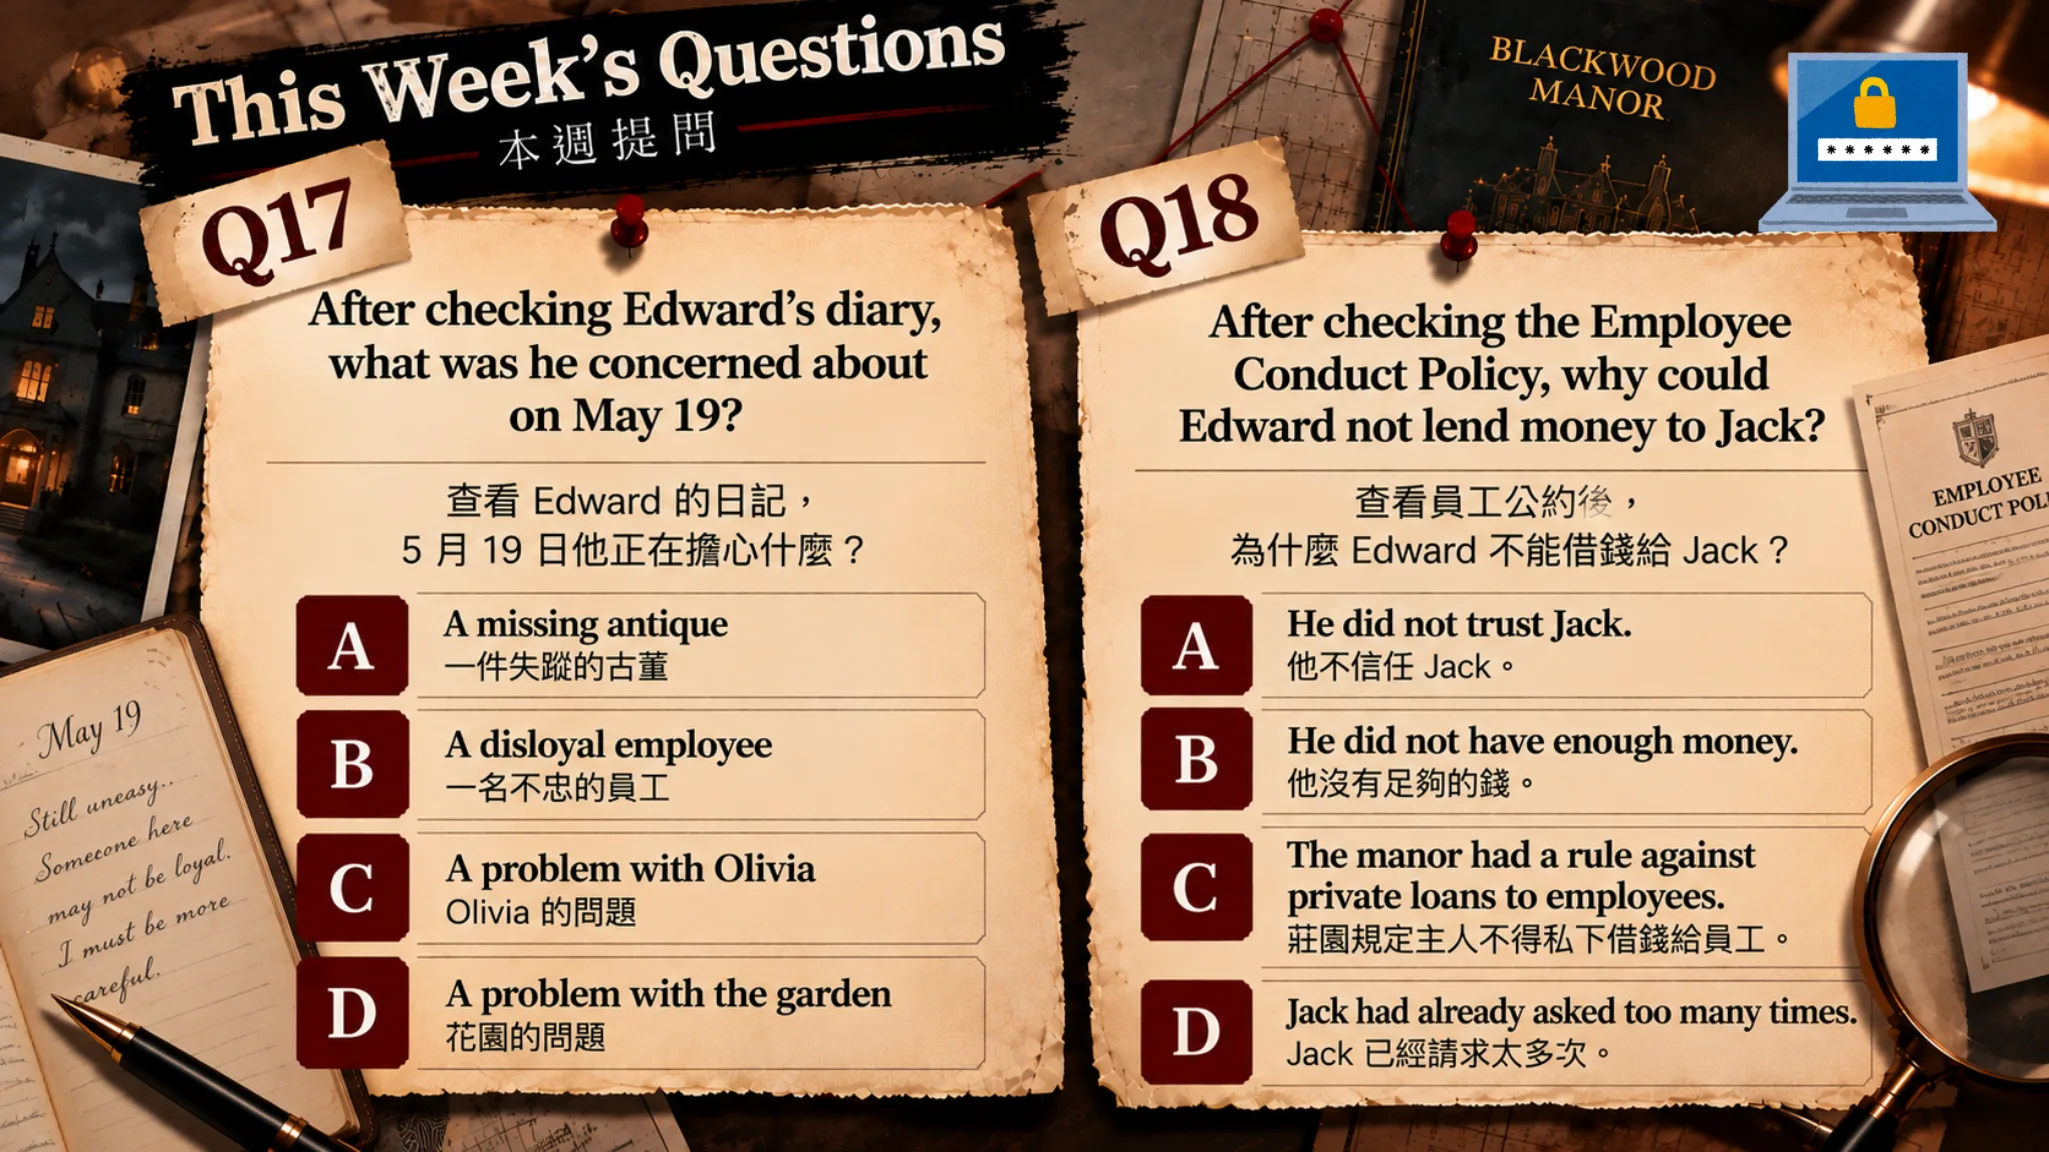 This Week's Questions
本週提問
BLACKWOOD
MANOR
******
Q17
After checking Edward's diary,
what was he concerned about
on May 19?
查看 Edward 的日記，
5 月 19 日他正在擔心什麼？
A
A missing antique
一件失蹤的古董
B
A disloyal employee
一名不忠的員工
C
A problem with Olivia
Olivia 的問題
D
A problem with the garden
花園的問題
Q18
After checking the Employee
Conduct Policy, why could
Edward not lend money to Jack?
查看員工公約後，
為什麼 Edward 不能借錢給 Jack？
A
He did not trust Jack.
他不信任 Jack。
B
He did not have enough money.
他沒有足夠的錢。
C
The manor had a rule against
private loans to employees.
莊園規定主人不得私下借錢給員工。
D
Jack had already asked too many times.
Jack 已經請求太多次。
May 19
Still uneasy..
Someone here
may not be loyal.
I must be more
careful.
EMPLOYEE
CONDUCT POLI